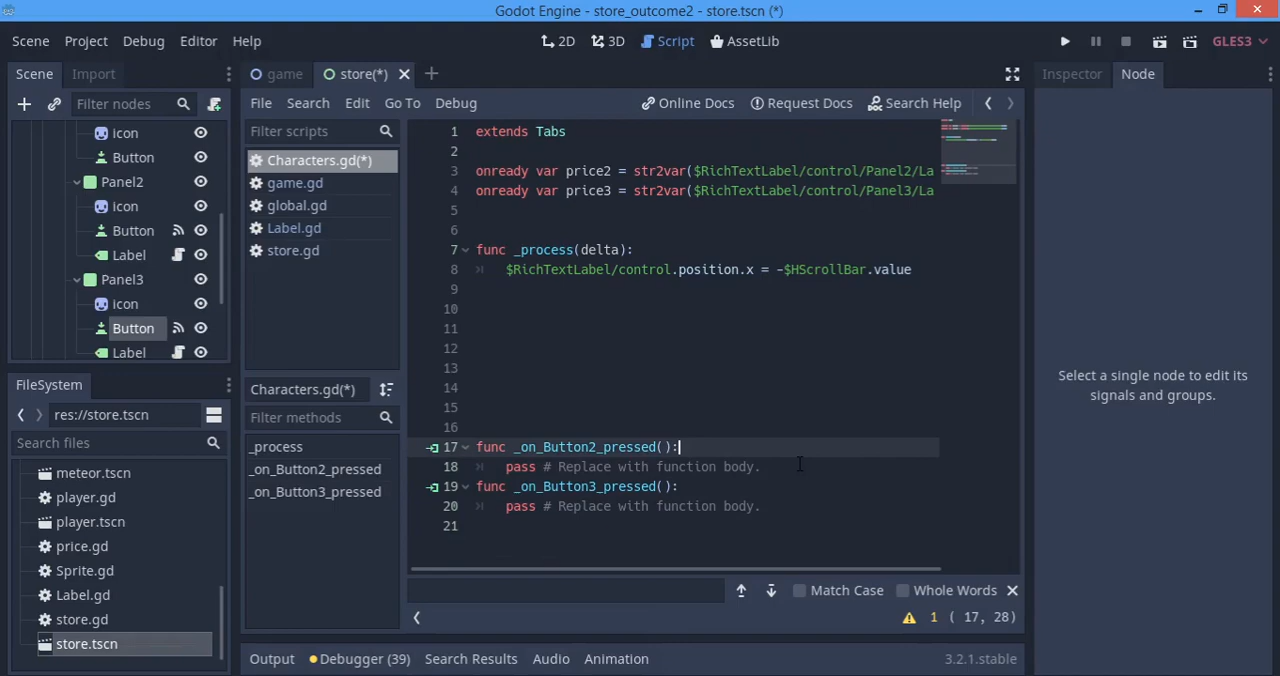 Godot Engine - store_outcome2 - store.tscn (*)
Scene Project Debug Editor Help
2D 3D Script AssetLib
GLES3
Scene Import
Filter nodes
icon
Button
Panel2
icon
Button
Label
Panel3
icon
Button
Label
FileSystem
res://store.tscn
Search files
meteor.tscn
player.gd
player.tscn
price.gd
Sprite.gd
Label.gd
store.gd
store.tscn
game store(*)
File Search Edit Go To Debug
Online Docs Request Docs Search Help
Filter scripts
Characters.gd(*)
game.gd
global.gd
Label.gd
store.gd
Characters.gd(*)
Filter methods
_process
_on_Button2_pressed
_on_Button3_pressed
1 extends Tabs
2
3 onready var price2 = str2var($RichTextLabel/control/Panel2/La
4 onready var price3 = str2var($RichTextLabel/control/Panel3/La
5
6
7 func _process(delta):
8 $RichTextLabel/control.position.x = -$HScrollBar.value
9
10
11
12
13
14
15
16
17 func _on_Button2_pressed():
18 pass # Replace with function body.
19 func _on_Button3_pressed():
20 pass # Replace with function body.
21
Match Case Whole Words
1 ( 17, 28)
Output Debugger (39) Search Results Audio Animation 3.2.1.stable
Inspector Node
Select a single node to edit its
signals and groups.